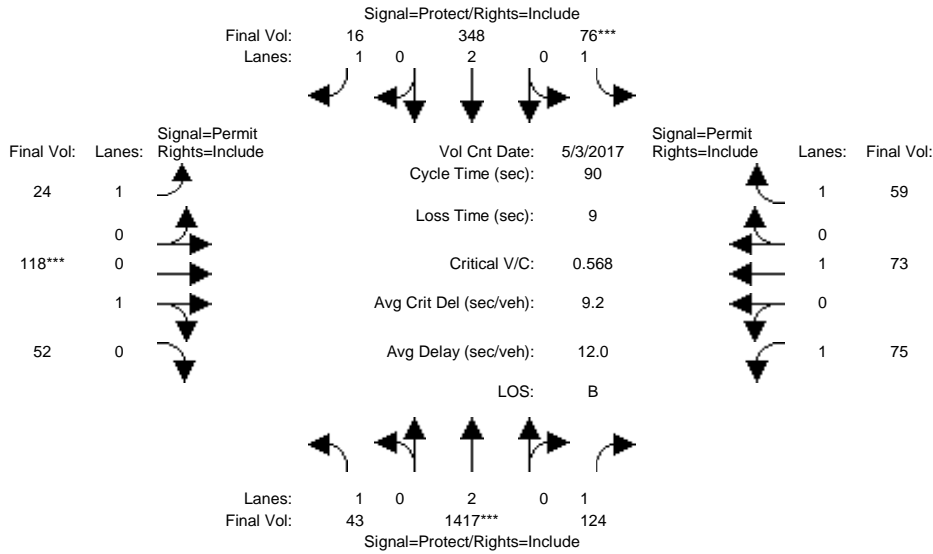 Signal=Protect/Rights=Include
Final Vol: 16 348 76***
Lanes: 1 0 2 0 1
Signal=Permit
Final Vol: Lanes: Rights=Include
Vol Cnt Date: 5/3/2017
Signal=Permit
Rights=Include Lanes: Final Vol:
Cycle Time (sec): 90
24 1
1 59
Loss Time (sec): 9
0
0
118*** 0
Critical V/C: 0.568
1 73
1
Avg Crit Del (sec/veh): 9.2
0
52 0
Avg Delay (sec/veh): 12.0
1 75
LOS: B
Lanes: 1 0 2 0 1
Final Vol: 43 1417*** 124
Signal=Protect/Rights=Include